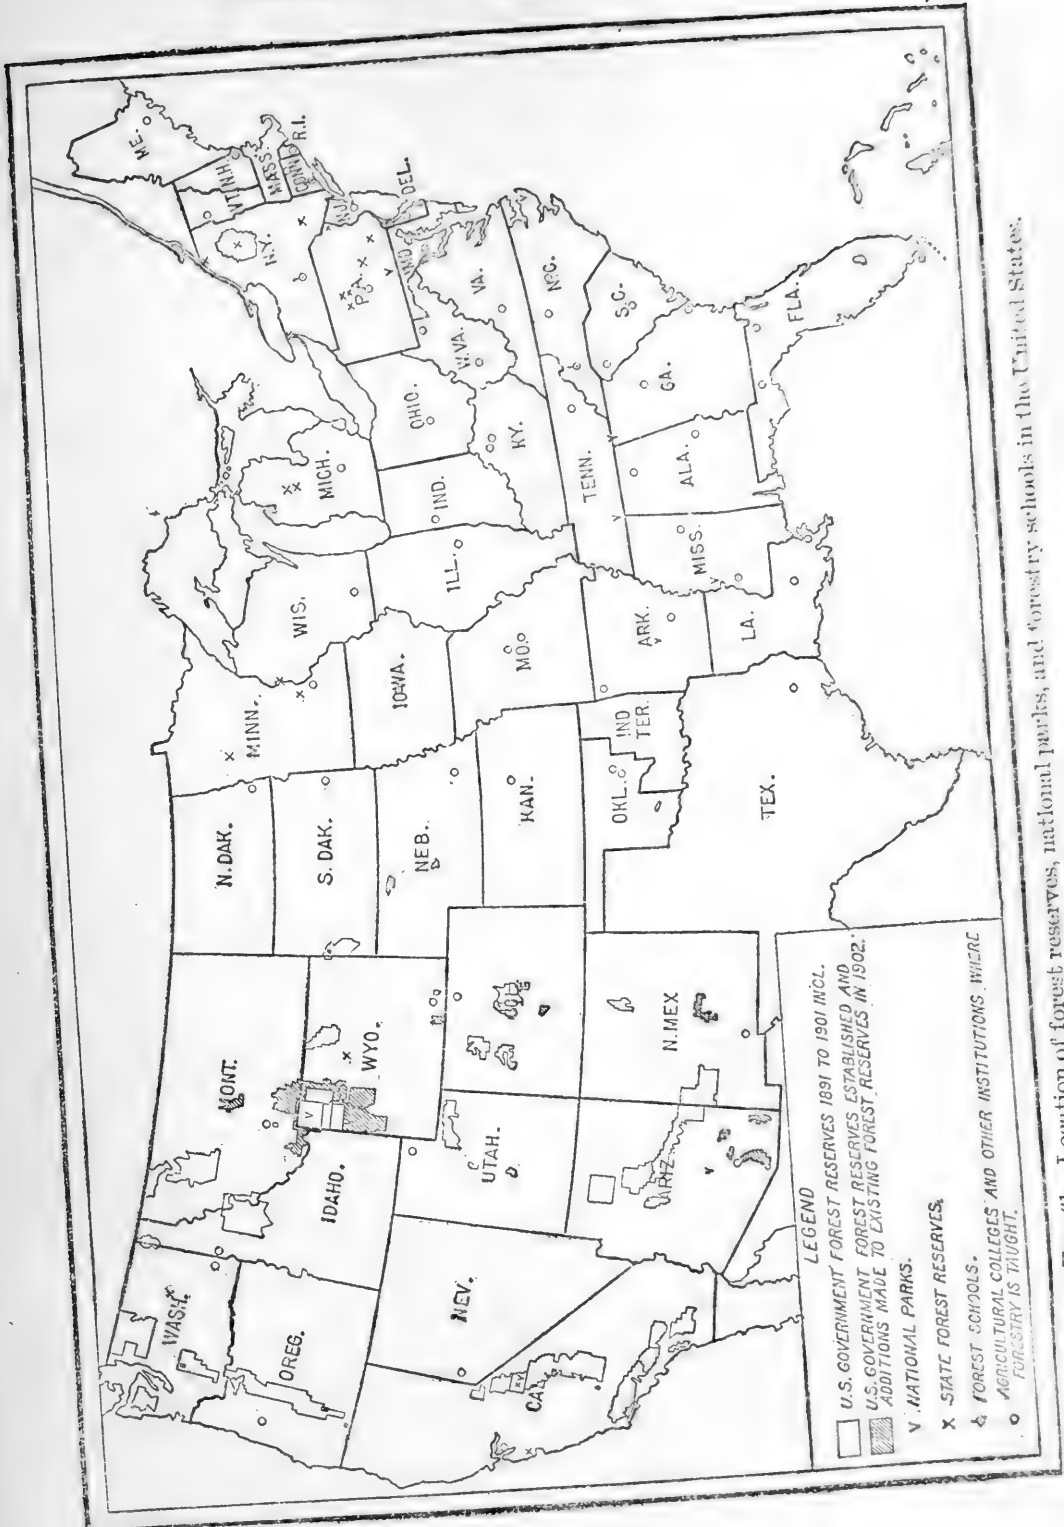 WASH.
OREG.
CAL
NEV.
IDAHO.
MONT.
WYO.
UTAH.
ARIZ
N.MEX
COL
N.DAK.
S.DAK.
NEB.
KAN.
OKL.
IND
TER.
TEX.
MINN.
IOWA.
MO.
ARK.
LA.
WIS.
ILL.
MICH.
IND.
OHIO.
KY.
TENN.
MISS.
ALA.
GA.
FLA.
S.C.
N.C.
VA.
W.VA.
MD.
DEL.
PA.
N.J.
N.Y.
CONN
R.I.
MASS.
VT.
N.H.
ME.
LEGEND
U.S. GOVERNMENT FOREST RESERVES 1891 TO 1901 INCL.
U.S. GOVERNMENT FOREST RESERVES ESTABLISHED AND
ADDITIONS MADE TO EXISTING FOREST RESERVES IN 1902.
V NATIONAL PARKS.
X STATE FOREST RESERVES.
FOREST SCHOOLS.
O AGRICULTURAL COLLEGES AND OTHER INSTITUTIONS WHERE
FORESTRY IS TAUGHT.
Location of forest reserves, national parks, and forestry schools in the United States.